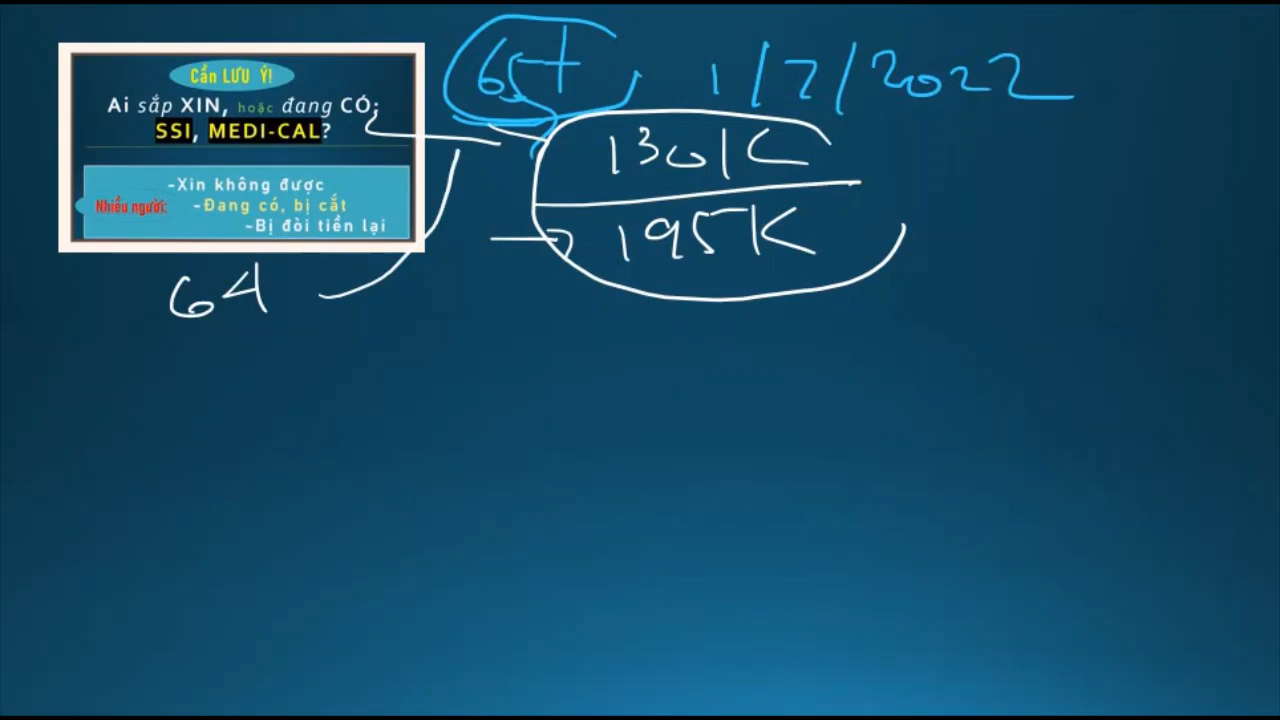 Cần LƯU Ý!
Ai sắp XIN, hoặc đang CÓ;
SSI, MEDI-CAL?
-Xin không được
Nhiều người: -Đang có, bị cắt
-Bị đòi tiền lại
65+, 1/7/2022
130K
195K
64